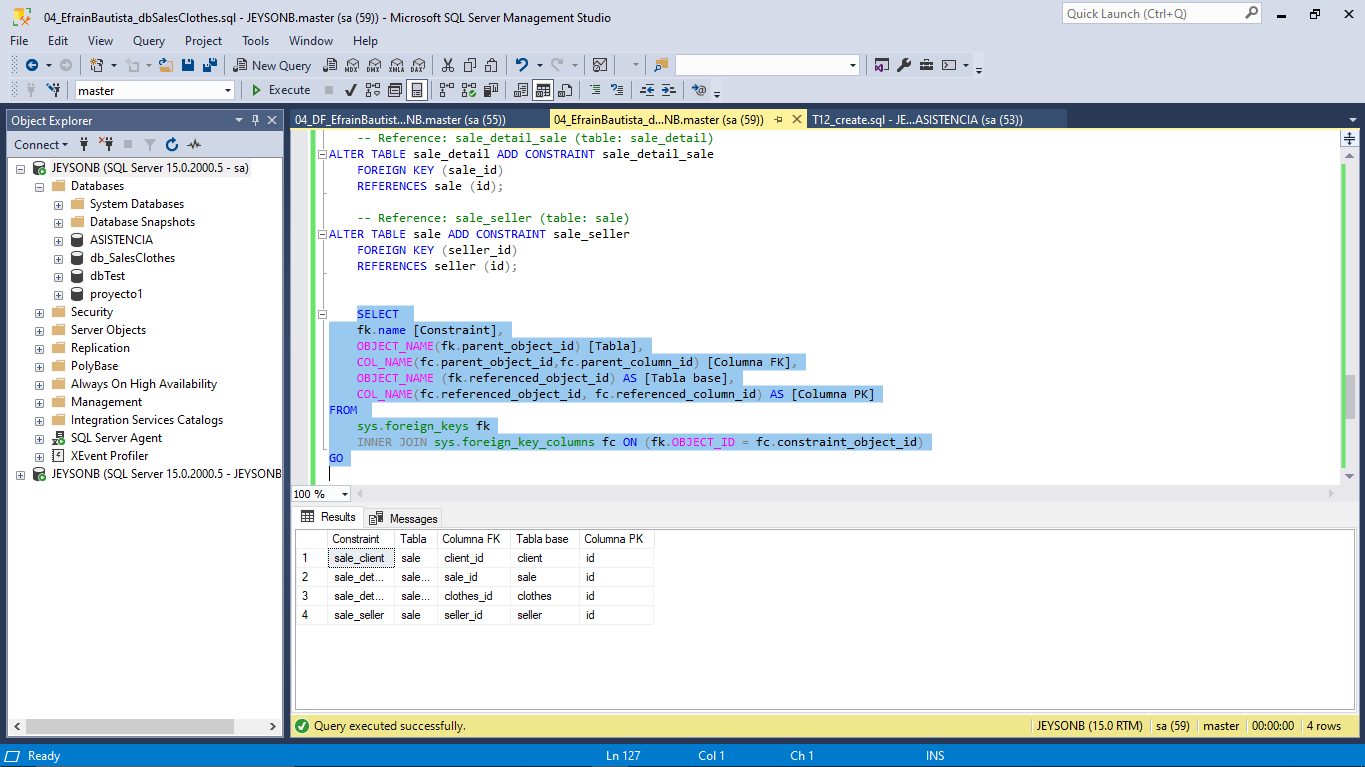 04_EfrainBautista_dbSalesClothes.sql - JEYSONB.master (sa (59)) - Microsoft SQL Server Management Studio
Quick Launch (Ctrl+Q)
File Edit View Query Project Tools Window Help
New Query MDX DMX XMLA DAX
master Execute
Object Explorer
04_DF_EfrainBautist...NB.master (sa (55)) 04_EfrainBautista_d...NB.master (sa (59)) T12_create.sql - JE...ASISTENCIA (sa (53))
Connect
JEYSONB (SQL Server 15.0.2000.5 - sa)
Databases
System Databases
Database Snapshots
ASISTENCIA
db_SalesClothes
dbTest
proyecto1
Security
Server Objects
Replication
PolyBase
Always On High Availability
Management
Integration Services Catalogs
SQL Server Agent
XEvent Profiler
JEYSONB (SQL Server 15.0.2000.5 - JEYSONB
-- Reference: sale_detail_sale (table: sale_detail)
ALTER TABLE sale_detail ADD CONSTRAINT sale_detail_sale
FOREIGN KEY (sale_id)
REFERENCES sale (id);
-- Reference: sale_seller (table: sale)
ALTER TABLE sale ADD CONSTRAINT sale_seller
FOREIGN KEY (seller_id)
REFERENCES seller (id);
SELECT
fk.name [Constraint],
OBJECT_NAME(fk.parent_object_id) [Tabla],
COL_NAME(fc.parent_object_id,fc.parent_column_id) [Columna FK],
OBJECT_NAME (fk.referenced_object_id) AS [Tabla base],
COL_NAME(fc.referenced_object_id, fc.referenced_column_id) AS [Columna PK]
FROM
sys.foreign_keys fk
INNER JOIN sys.foreign_key_columns fc ON (fk.OBJECT_ID = fc.constraint_object_id)
GO
100 %
Results Messages
Constraint Tabla Columna FK Tabla base Columna PK
1 sale_client sale client_id client id
2 sale_det... sale... sale_id sale id
3 sale_det... sale... clothes_id clothes id
4 sale_seller sale seller_id seller id
Query executed successfully. JEYSONB (15.0 RTM) sa (59) master 00:00:00 4 rows
Ready Ln 127 Col 1 Ch 1 INS